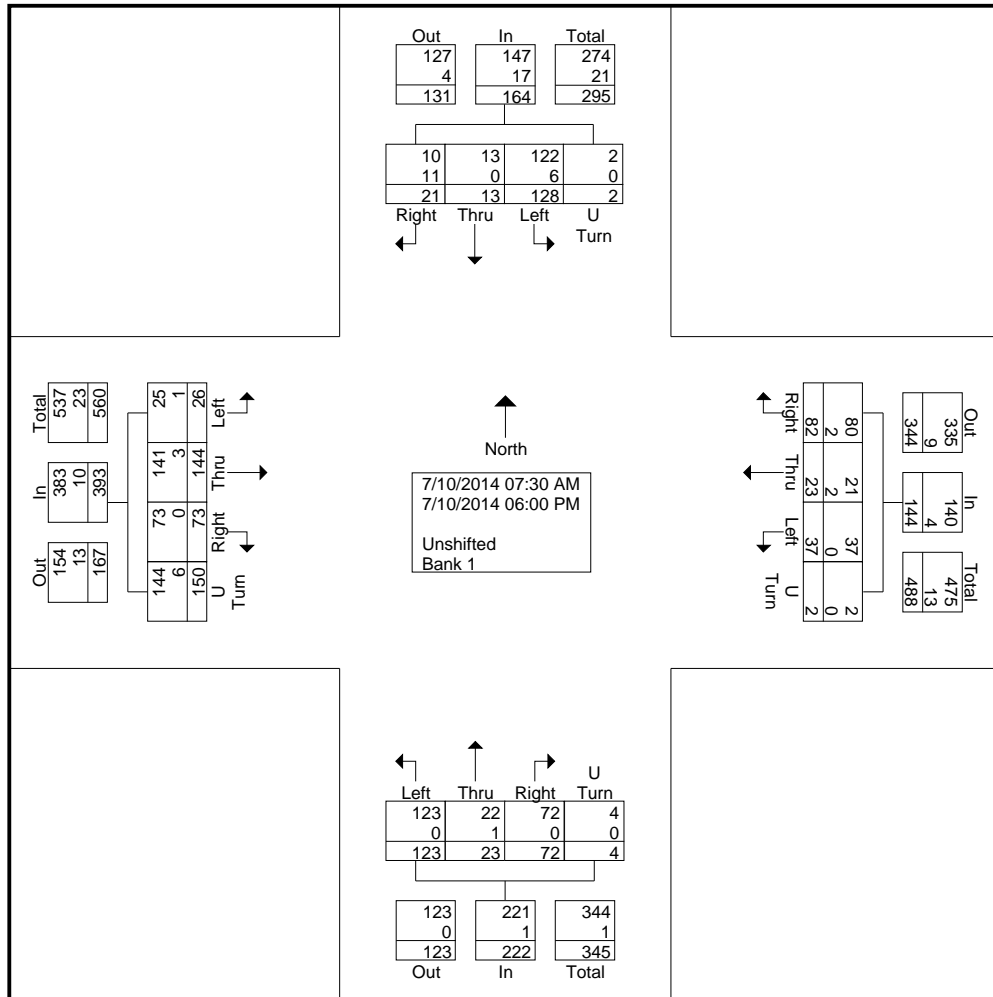 Out In Total
127 147 274
4 17 21
131 164 295
10 13 122 2
11 0 6 0
21 13 128 2
Right Thru Left U Turn
Total
537
23
560
In
383
10
393
Out
154
13
167
Left
25
1
26
Thru
141
3
144
Right
73
0
73
U Turn
144
6
150
North
7/10/2014 07:30 AM
7/10/2014 06:00 PM
Unshifted
Bank 1
Right
80
2
82
Thru
21
2
23
Left
37
0
37
U Turn
2
0
2
Out
335
9
344
In
140
4
144
Total
475
13
488
Left Thru Right U Turn
123 22 72 4
0 1 0 0
123 23 72 4
123 221 344
0 1 1
123 222 345
Out In Total